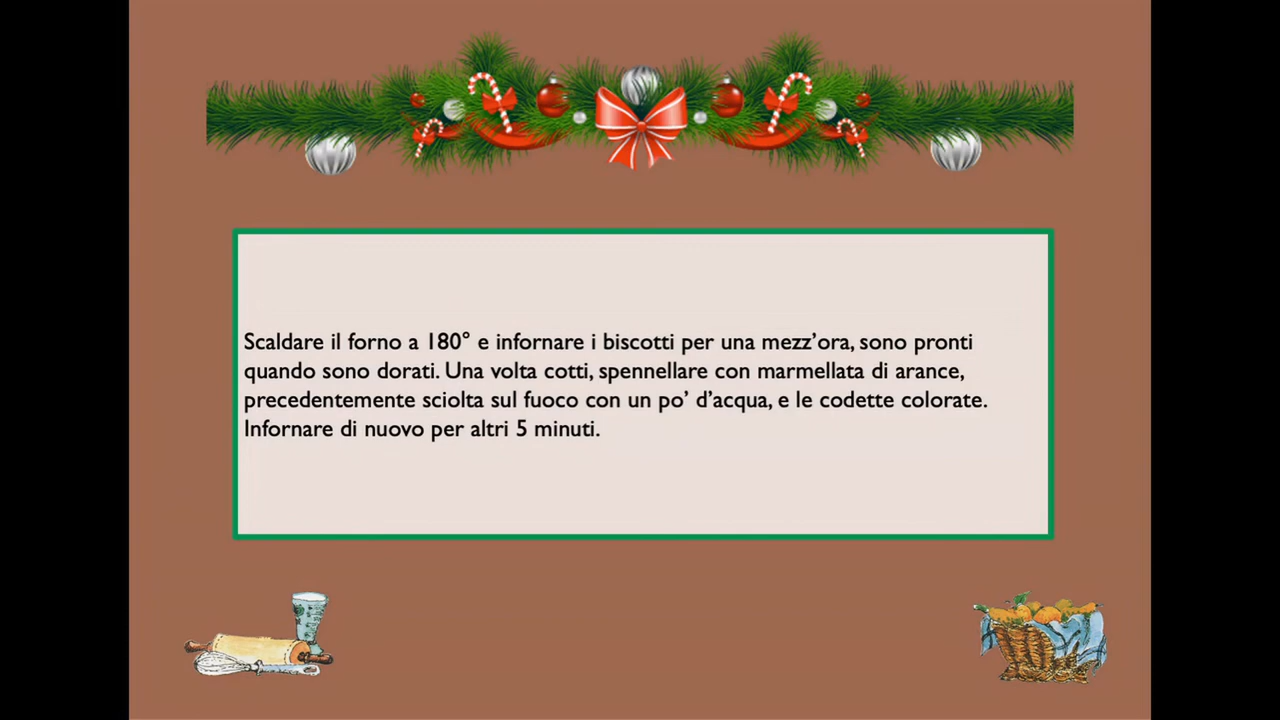 Scaldare il forno a 180° e infornare i biscotti per una mezz’ora, sono pronti
quando sono dorati. Una volta cotti, spennellare con marmellata di arance,
precedentemente sciolta sul fuoco con un po’ d’acqua, e le codette colorate.
Infornare di nuovo per altri 5 minuti.